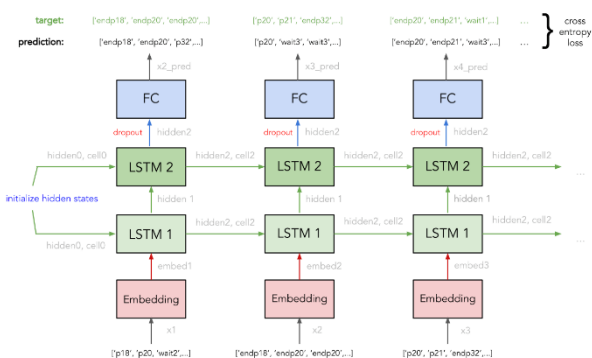 target: ['endp18', 'endp20', 'endp20',...] ['p20', 'p21', 'endp32',...] ['endp20', 'endp21', 'wait1',...] ...
prediction: ['endp18', 'endp20', 'p32',...] ['p20', 'wait3', 'wait3',...] ['endp20', 'endp21', 'wait3',...] ...
} cross
entropy
loss
x2_pred x3_pred x4_pred
FC FC FC
dropout hidden2 dropout hidden2 dropout hidden2
hidden0, cell0 LSTM 2 hidden2, cell2 LSTM 2 hidden2, cell2 LSTM 2 hidden2, cell2 ...
initialize hidden states hidden 1 hidden 1 hidden 1
hidden0, cell0 LSTM 1 hidden2, cell2 LSTM 1 hidden2, cell2 LSTM 1 hidden2, cell2 ...
embed1 embed2 embed3
Embedding Embedding Embedding
x1 x2 x3
['p18', 'p20, 'wait2',...] ['endp18', 'endp20', 'endp20',...] ['p20', 'p21', 'endp32',...] ...